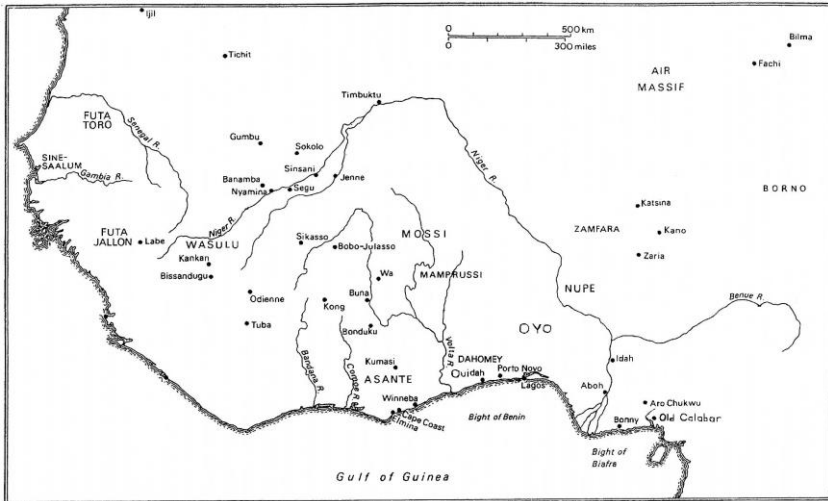 Ijil
0 500 km
0 300 miles
Bilma
Tichit
Fachi
AIR
MASSIF
Timbuktu
FUTA
TORO
Senegal R.
Gumbu
Sokolo
Niger R.
SINE-
SAALUM
Gambia R.
Sinsani
Jenne
Banamba
Nyamina
Segu
Katsina
BORNO
Niger R.
ZAMFARA
Kano
FUTA
JALLON
Labe
WASULU
Sikasso
MOSSI
Bobo-Julasso
Zaria
Kankan
Bissandugu
Wa
MAMPRUSSI
NUPE
Odienne
Kong
Buna
Benue R.
Tuba
Bonduku
OYO
Bandana R.
Comoe R.
Volta R.
Kumasi
ASANTE
DAHOMEY
Ouidah
Porto Novo
Lagos
Idah
Aboh
Winneba
Cape Coast
Elmina
Aro Chukwu
Old Calabar
Bight of Benin
Bonny
Bight of
Biafra
Gulf of Guinea